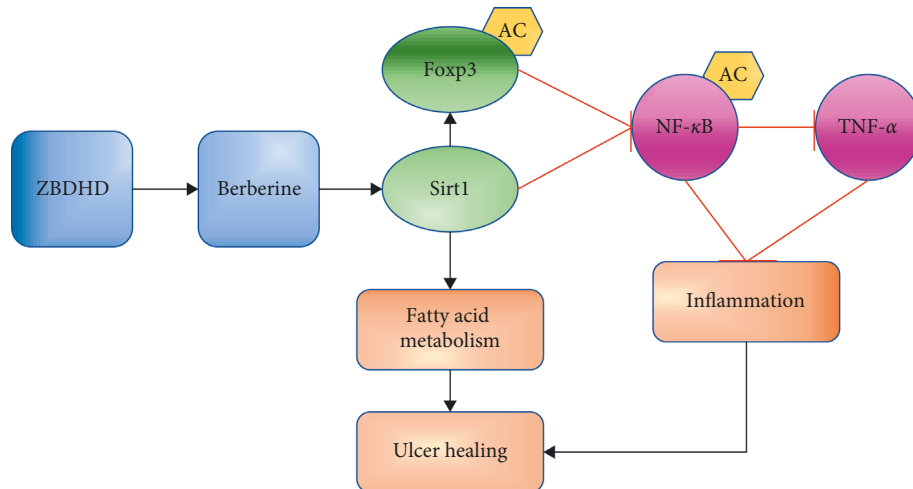 AC
Foxp3
AC
NF-κB
TNF-α
ZBDHD
Berberine
Sirt1
Fatty acid
metabolism
Inflammation
Ulcer healing